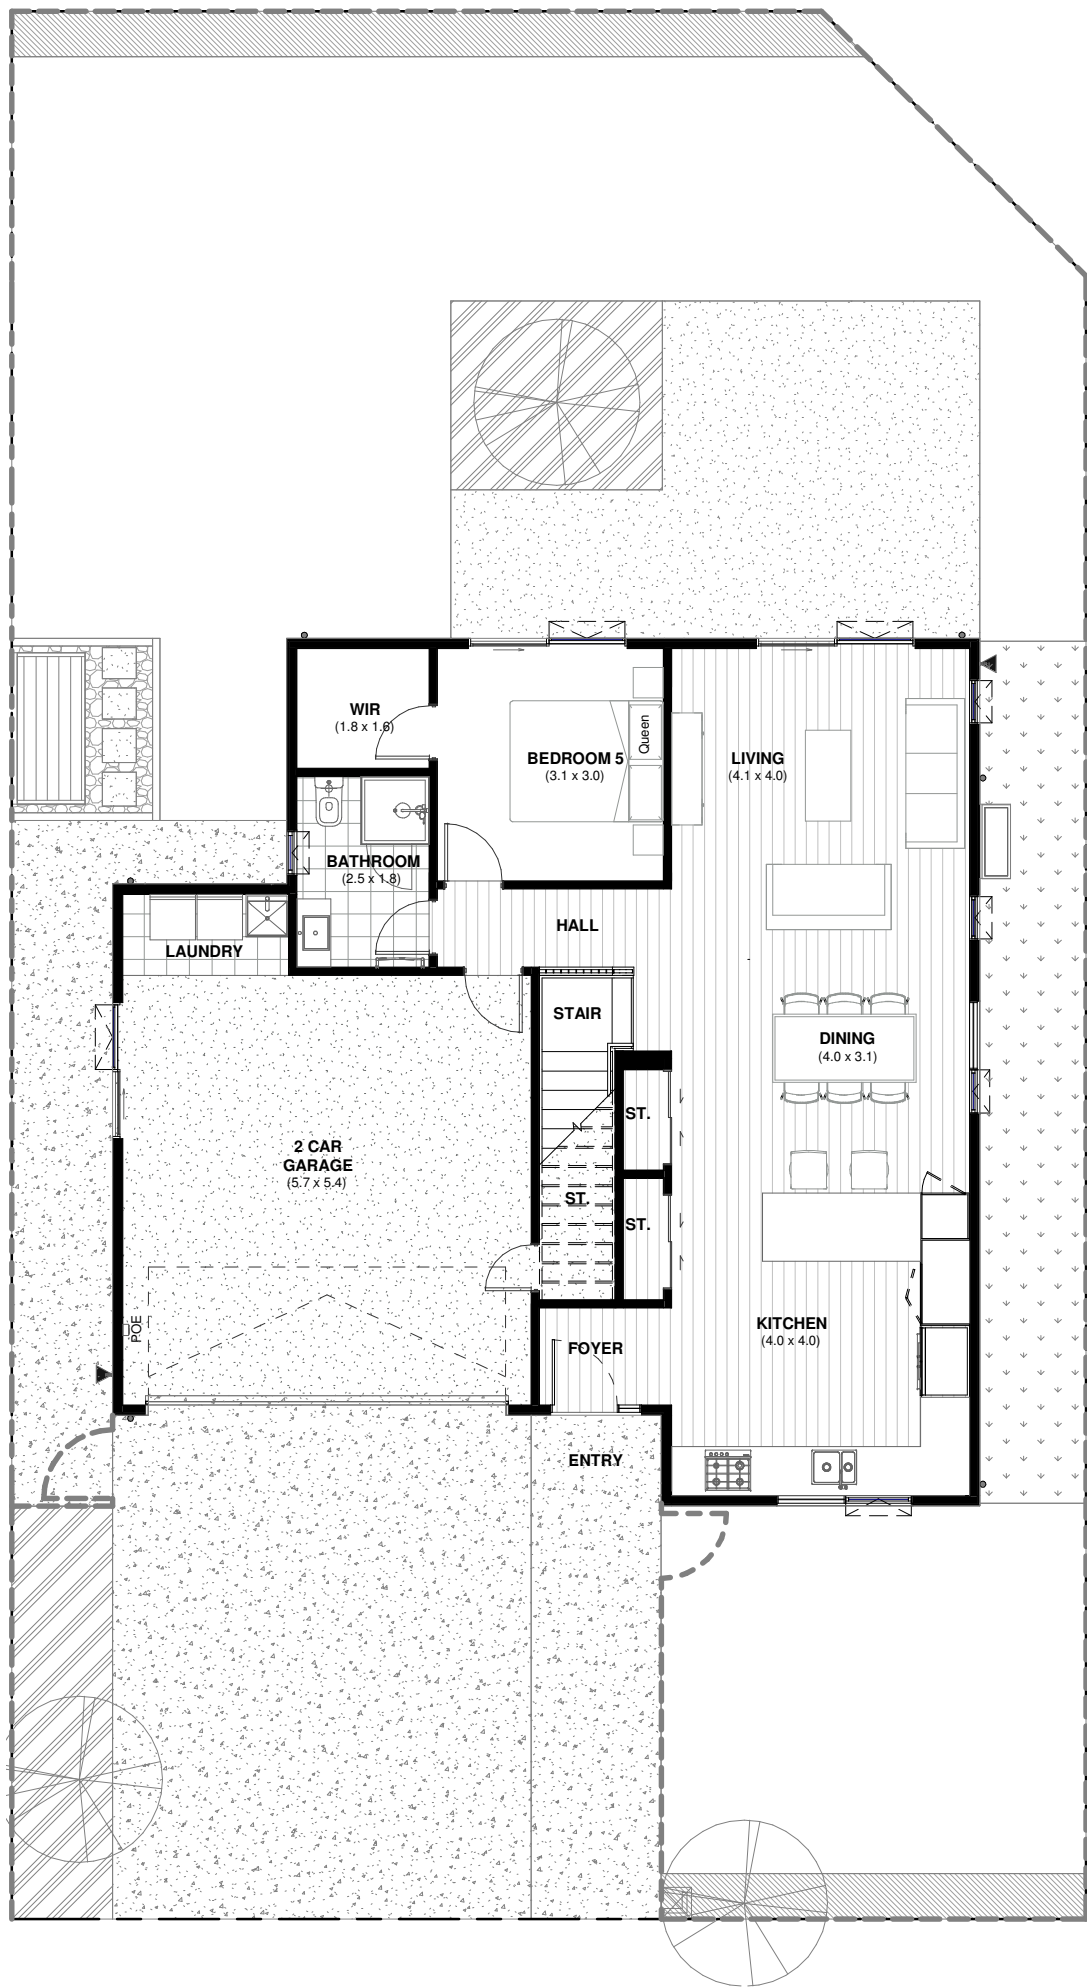 WIR
(1.8 x 1.6)
BEDROOM 5
(3.1 x 3.0)
Queen
LIVING
(4.1 x 4.0)
BATHROOM
(2.5 x 1.8)
HALL
LAUNDRY
STAIR
DINING
(4.0 x 3.1)
ST.
2 CAR
GARAGE
(5.7 x 5.4)
ST.
ST.
POE
FOYER
KITCHEN
(4.0 x 4.0)
ENTRY